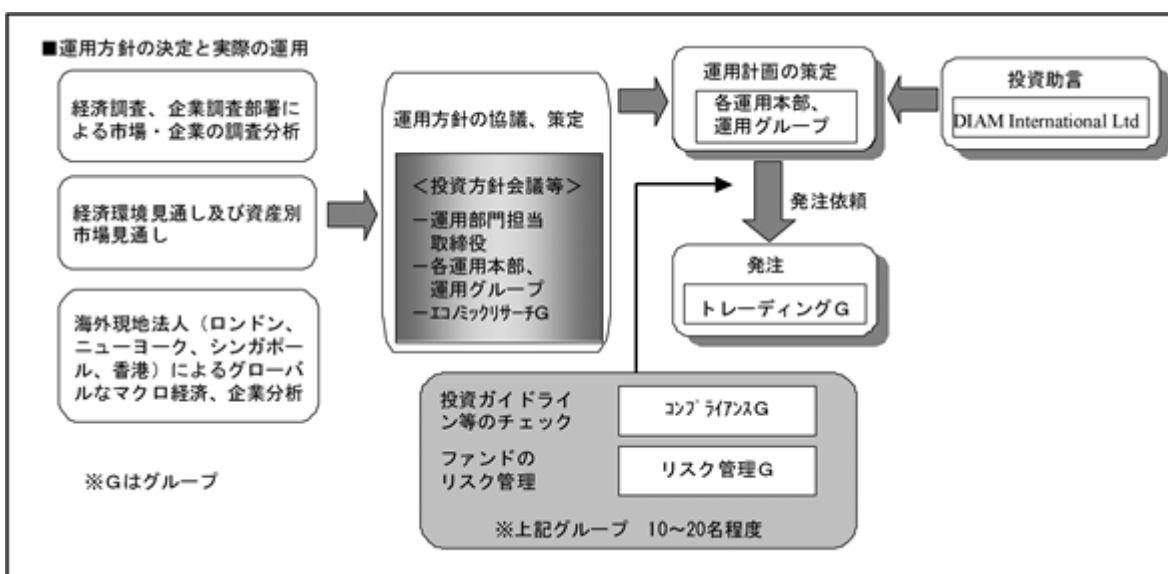 ■運用方針の決定と実際の運用
経済調査、企業調査部署に
よる市場・企業の調査分析
経済環境見通し及び資産別
市場見通し
海外現地法人（ロンドン、
ニューヨーク、シンガポー
ル、香港）によるグローバ
ルなマクロ経済、企業分析
※Gはグループ
運用方針の協議、策定
＜投資方針会議等＞
－運用部門担当
取締役
－各運用本部、
運用グループ
－ｴｺﾉﾐｯｸﾘｻｰﾁG
運用計画の策定
各運用本部、
運用グループ
投資助言
DIAM International Ltd
発注依頼
発注
トレーディングG
投資ガイドライ
ン等のチェック
ｺﾝﾌﾟﾗｲｱﾝｽG
ファンドの
リスク管理
リスク管理G
※上記グループ　10～20名程度